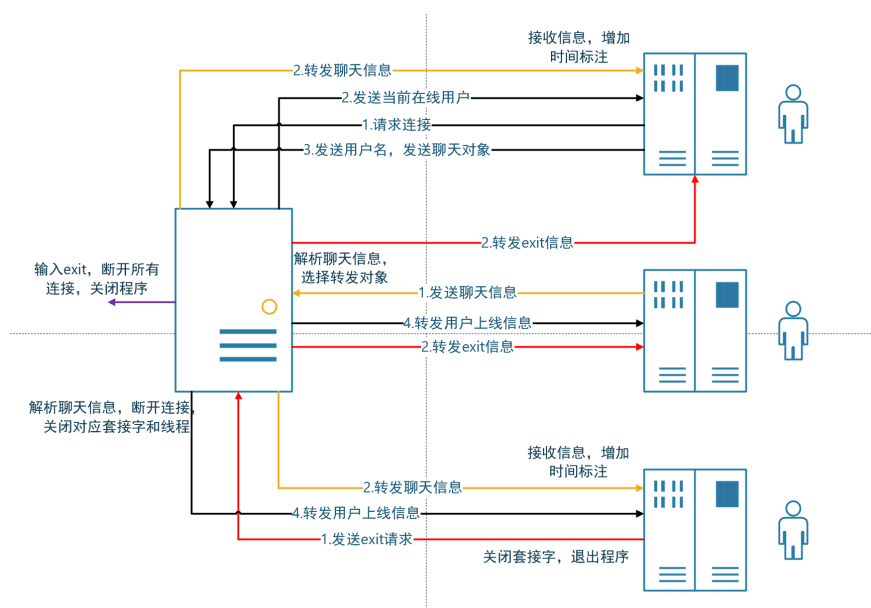 接收信息，增加
时间标注
2.转发聊天信息
2.发送当前在线用户
1.请求连接
3.发送用户名，发送聊天对象
2.转发exit信息
解析聊天信息，
选择转发对象
输入exit，断开所有
连接，关闭程序
1.发送聊天信息
4.转发用户上线信息
2.转发exit信息
解析聊天信息，断开连接，
关闭对应套接字和线程
接收信息，增加
时间标注
2.转发聊天信息
4.转发用户上线信息
1.发送exit请求
关闭套接字，退出程序